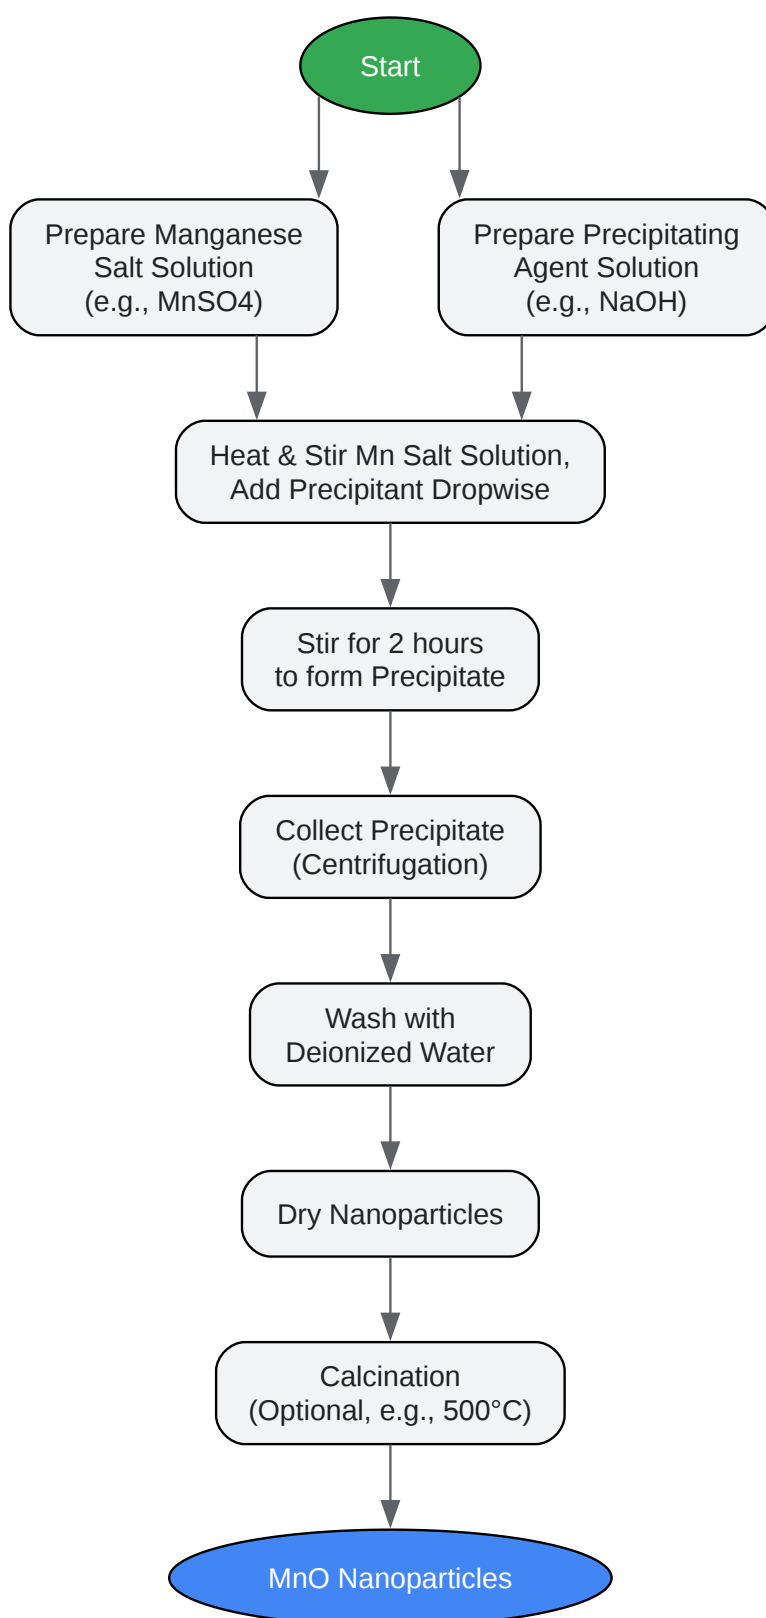 Start
Prepare Manganese
Salt Solution
(e.g., MnSO4)
Prepare Precipitating
Agent Solution
(e.g., NaOH)
Heat & Stir Mn Salt Solution,
Add Precipitant Dropwise
Stir for 2 hours
to form Precipitate
Collect Precipitate
(Centrifugation)
Wash with
Deionized Water
Dry Nanoparticles
Calcination
(Optional, e.g., 500°C)
MnO Nanoparticles